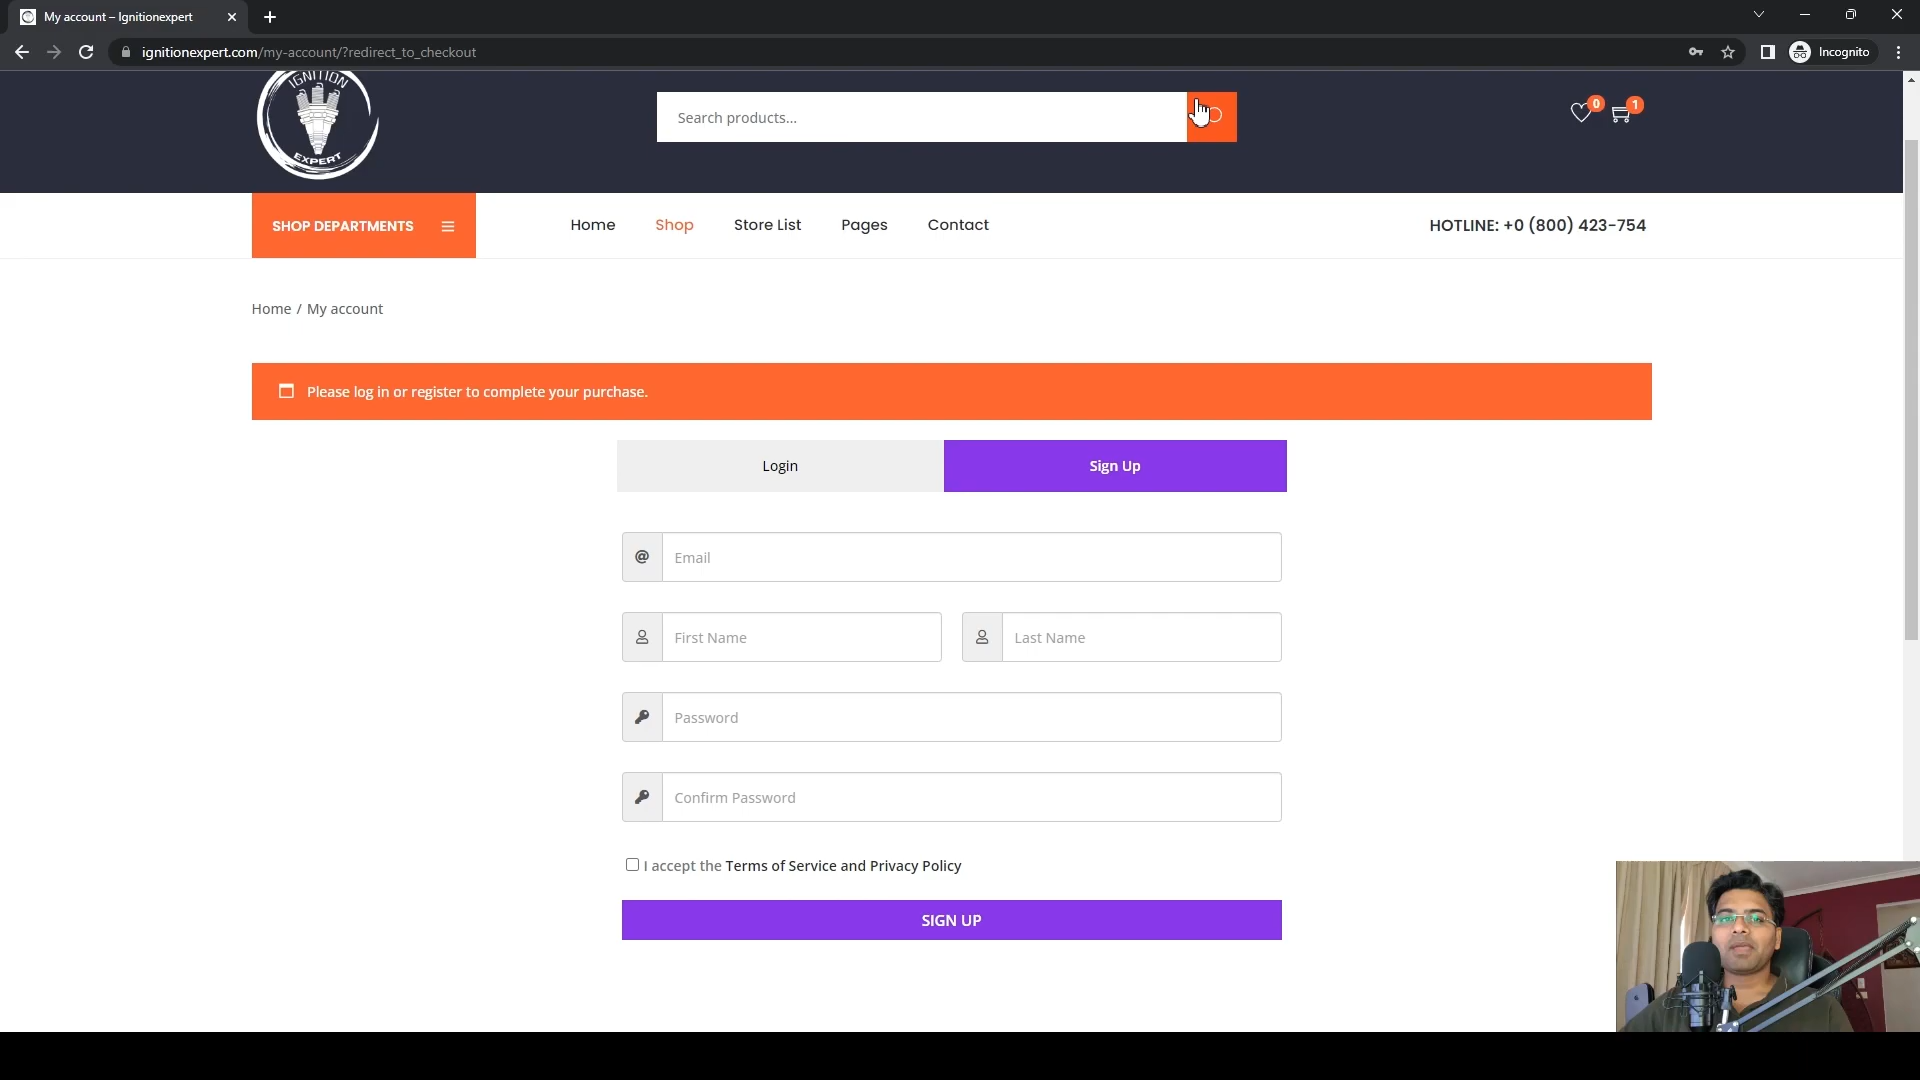 My account – Ignitionexpert
ignitionexpert.com/my-account/?redirect_to_checkout
Incognito
IGNITION
EXPERT
Search products...
0
1
SHOP DEPARTMENTS
Home
Shop
Store List
Pages
Contact
HOTLINE: +0 (800) 423-754
Home / My account
Please log in or register to complete your purchase.
Login
Sign Up
@
Email
First Name
Last Name
Password
Confirm Password
I accept the Terms of Service and Privacy Policy
SIGN UP